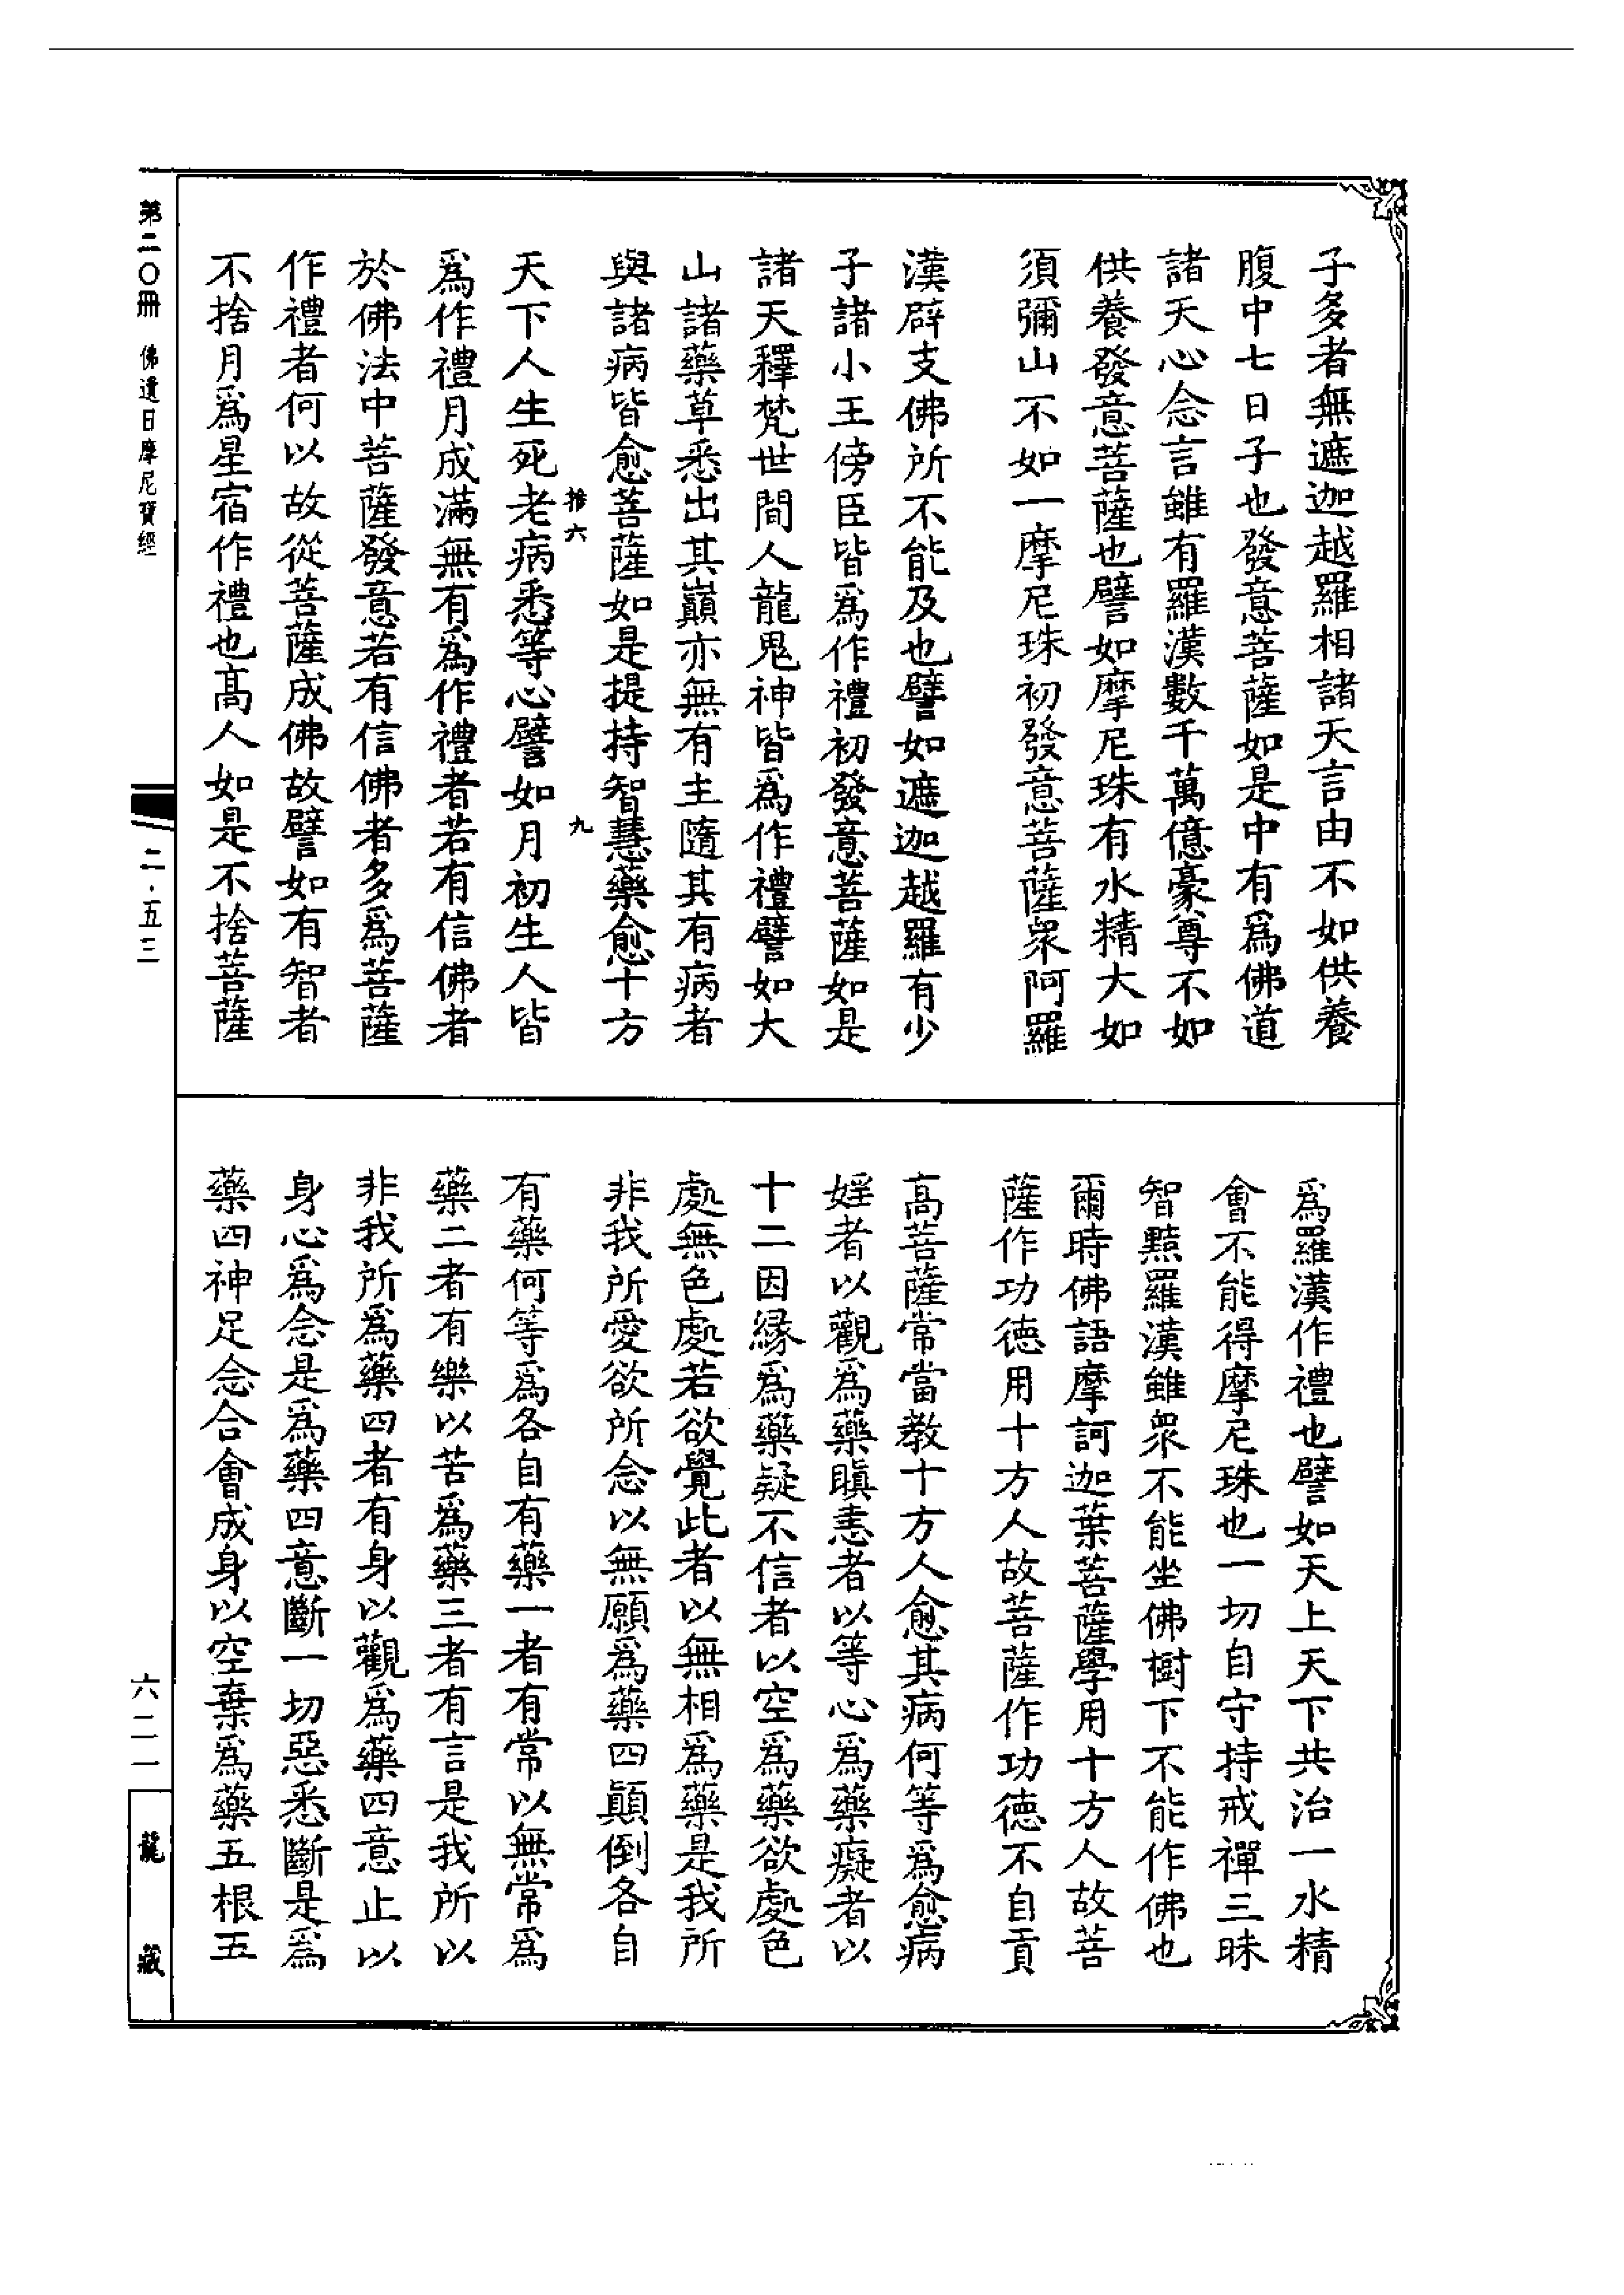 子多者無遮迦越羅相諸天言由不如供養
腹中七日子也發意菩薩如是中有爲佛道
諸天心念言雖有羅漢數千萬億豪尊不如
供養發意菩薩也譬如摩尼珠有水精大如
須彌山不如一摩尼珠初發意菩薩衆阿羅
漢辟支佛所不能及也譬如遮迦越羅有少
子諸小王傍臣皆爲作禮初發意菩薩如是
諸天釋梵世間人龍鬼神皆爲作禮譬如大
山諸藥草悉出其巔亦無有主隨其有病者
與諸病皆愈菩薩如是提持智慧藥愈十方
拾六 九
天下人生死老病悉等心譬如月初生人皆
爲作禮月成滿無有爲作禮者若有信佛者
於佛法中菩薩發意若有信佛者多爲菩薩
作禮者何以故從菩薩成佛故譬如有智者
不捨月爲星宿作禮也高人如是不捨菩薩
爲羅漢作禮也譬如天上天下共治一水精
會不能得摩尼珠也一切自守持戒禪三昧
智黠羅漢雖衆不能坐佛樹下不能作佛也
爾時佛語摩訶迦葉菩薩學用十方人故菩
薩作功德用十方人故菩薩作功德不自貢
高菩薩常當教十方人愈其病何等爲愈病
婬者以觀爲藥瞋恚者以等心爲藥癡者以
十二因緣爲藥疑不信者以空爲藥欲處色
處無色處若欲覺此者以無相爲藥是我所
非我所愛欲所念以無願爲藥四顛倒各自
有藥何等爲各自有藥一者有常以無常爲
藥二者有樂以苦爲藥三者有言是我所以
非我所爲藥四者有身以觀爲藥四意止以
身心爲念是爲藥四意斷一切惡悉斷是爲
藥四神足念合會成身以空棄爲藥五根五
第二〇冊 佛遺日摩尼寶經
二·五三
六二一
龍藏